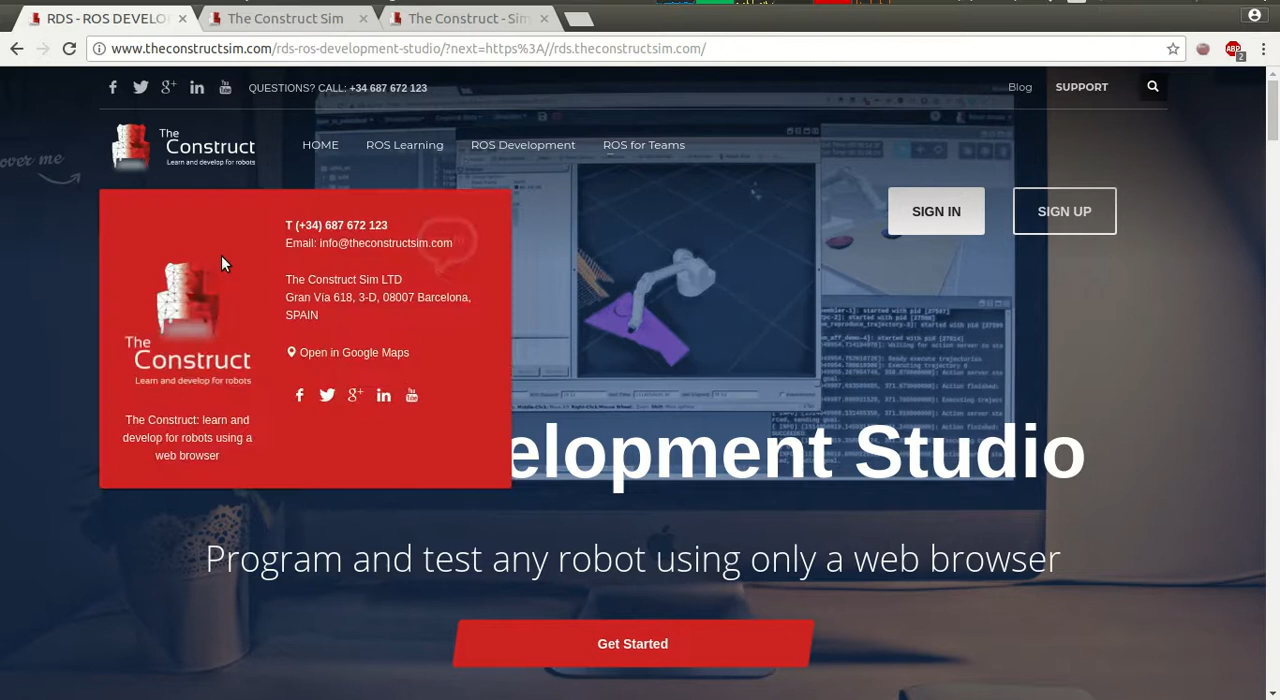 RDS - ROS DEVELO
The Construct Sim
The Construct - Sim
www.theconstructsim.com/rds-ros-development-studio/?next=https%3A//rds.theconstructsim.com/
ABP
2
QUESTIONS? CALL: +34 687 672 123
Blog
SUPPORT
over me
The
Construct
Learn and develop for robots
HOME
ROS Learning
ROS Development
ROS for Teams
SIGN IN
SIGN UP
T (+34) 687 672 123
Email: info@theconstructsim.com
The Construct Sim LTD
Gran Vía 618, 3-D, 08007 Barcelona,
SPAIN
Open in Google Maps
The
Construct
Learn and develop for robots
The Construct: learn and
develop for robots using a
web browser
elopment Studio
Program and test any robot using only a web browser
Get Started